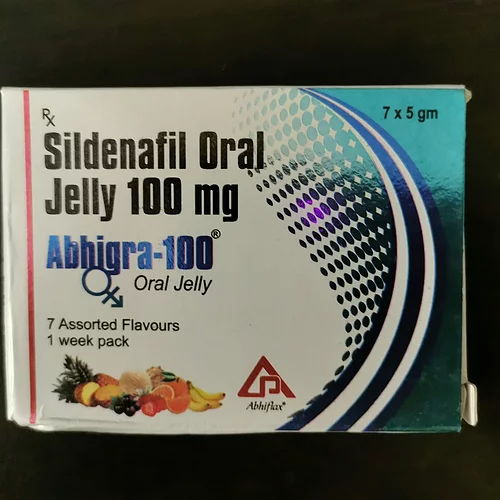 Rx
7 x 5 gm
Sildenafil Oral
Jelly 100 mg
Abhigra-100®
Oral Jelly
7 Assorted Flavours
1 week pack
Abhiflax®